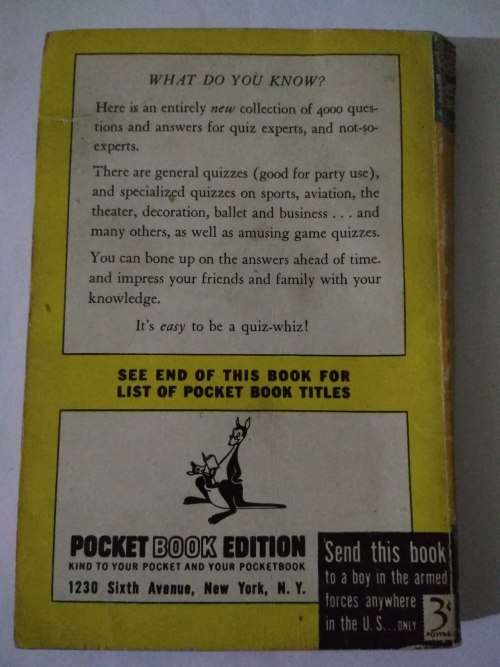 WHAT DO YOU KNOW?
Here is an entirely new collection of 4000 ques-
tions and answers for quiz experts, and not-so-
experts.
There are general quizzes (good for party use),
and specialized quizzes on sports, aviation, the
theater, decoration, ballet and business . . . and
many others, as well as amusing game quizzes.
You can bone up on the answers ahead of time.
and impress your friends and family with your
knowledge.
It's easy to be a quiz-whiz!
SEE END OF THIS BOOK FOR
LIST OF POCKET BOOK TITLES
POCKET BOOK EDITION
KIND TO YOUR POCKET AND YOUR POCKETBOOK
1230 Sixth Avenue, New York, N. Y.
Send this book
to a boy in the armed
forces anywhere
in the U. S... ONLY 3¢
POSTAGE